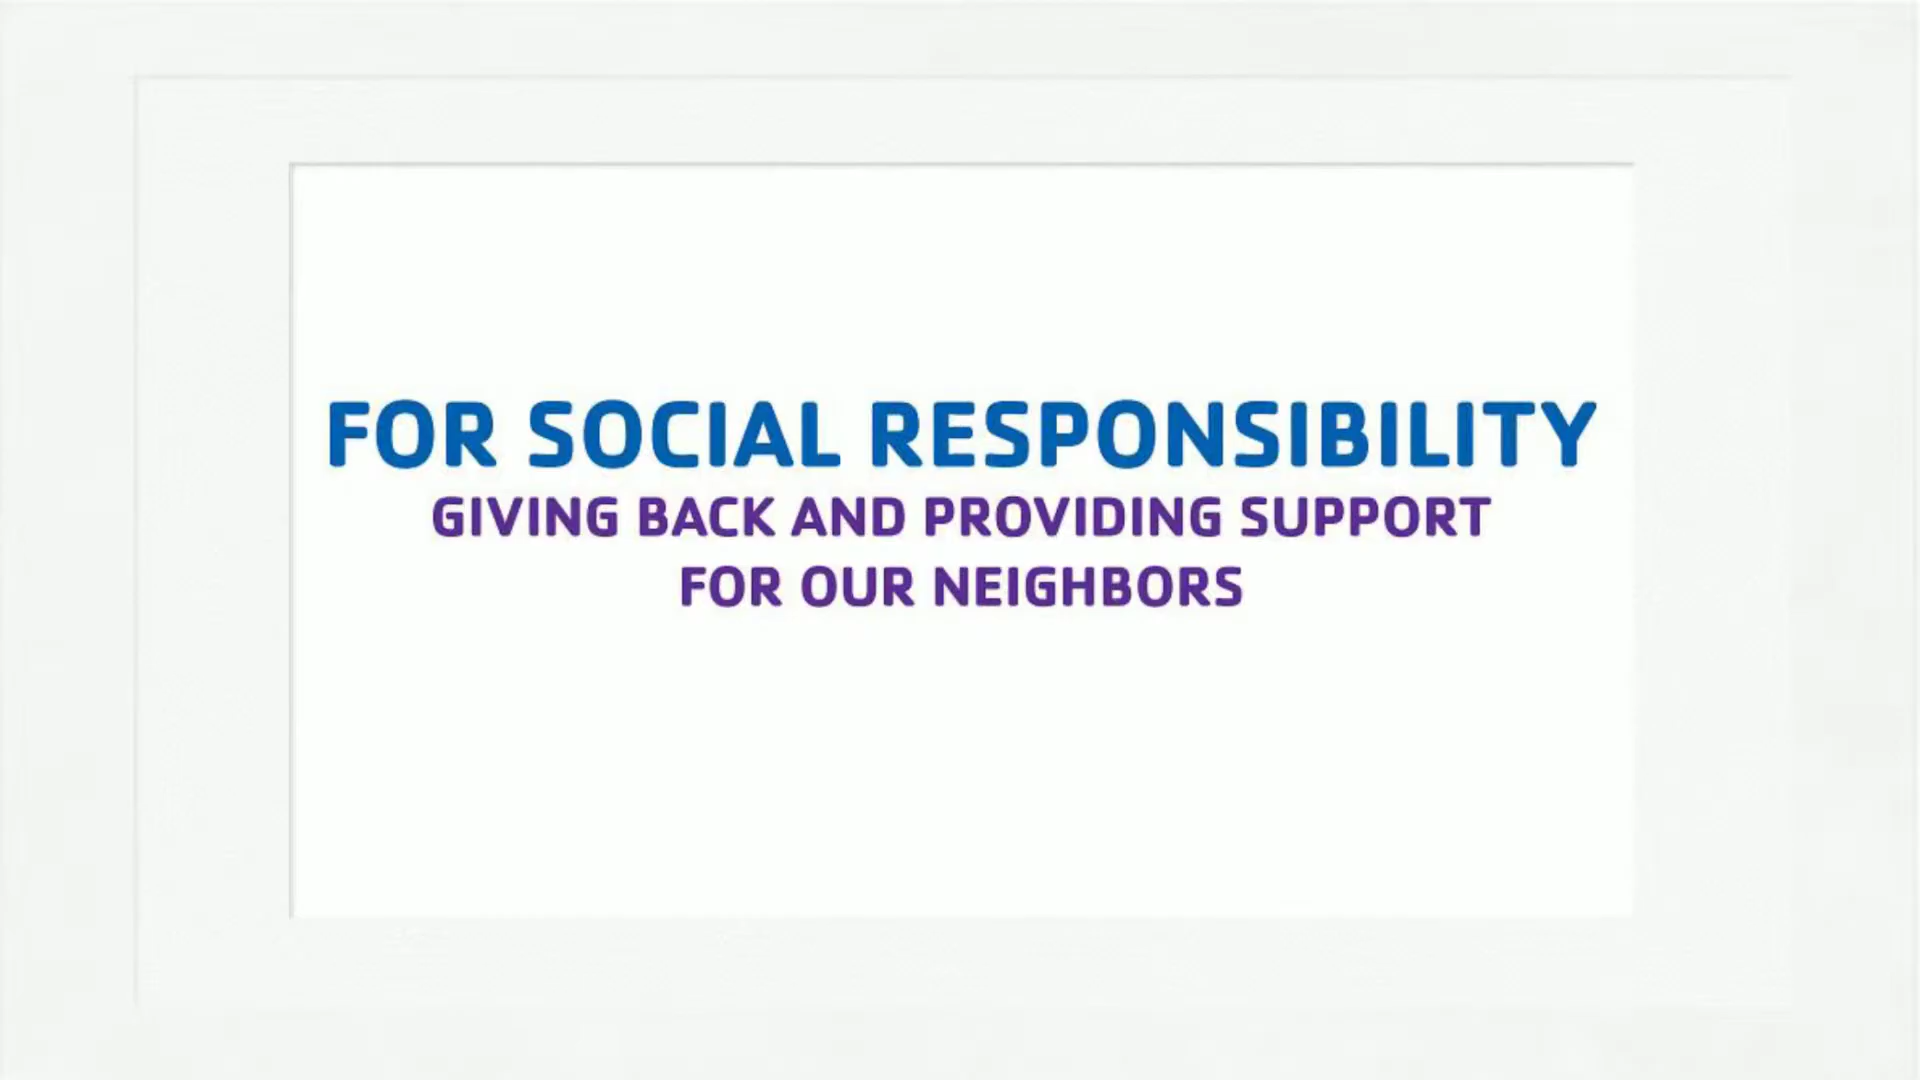 FOR SOCIAL RESPONSIBILITY
GIVING BACK AND PROVIDING SUPPORT
FOR OUR NEIGHBORS